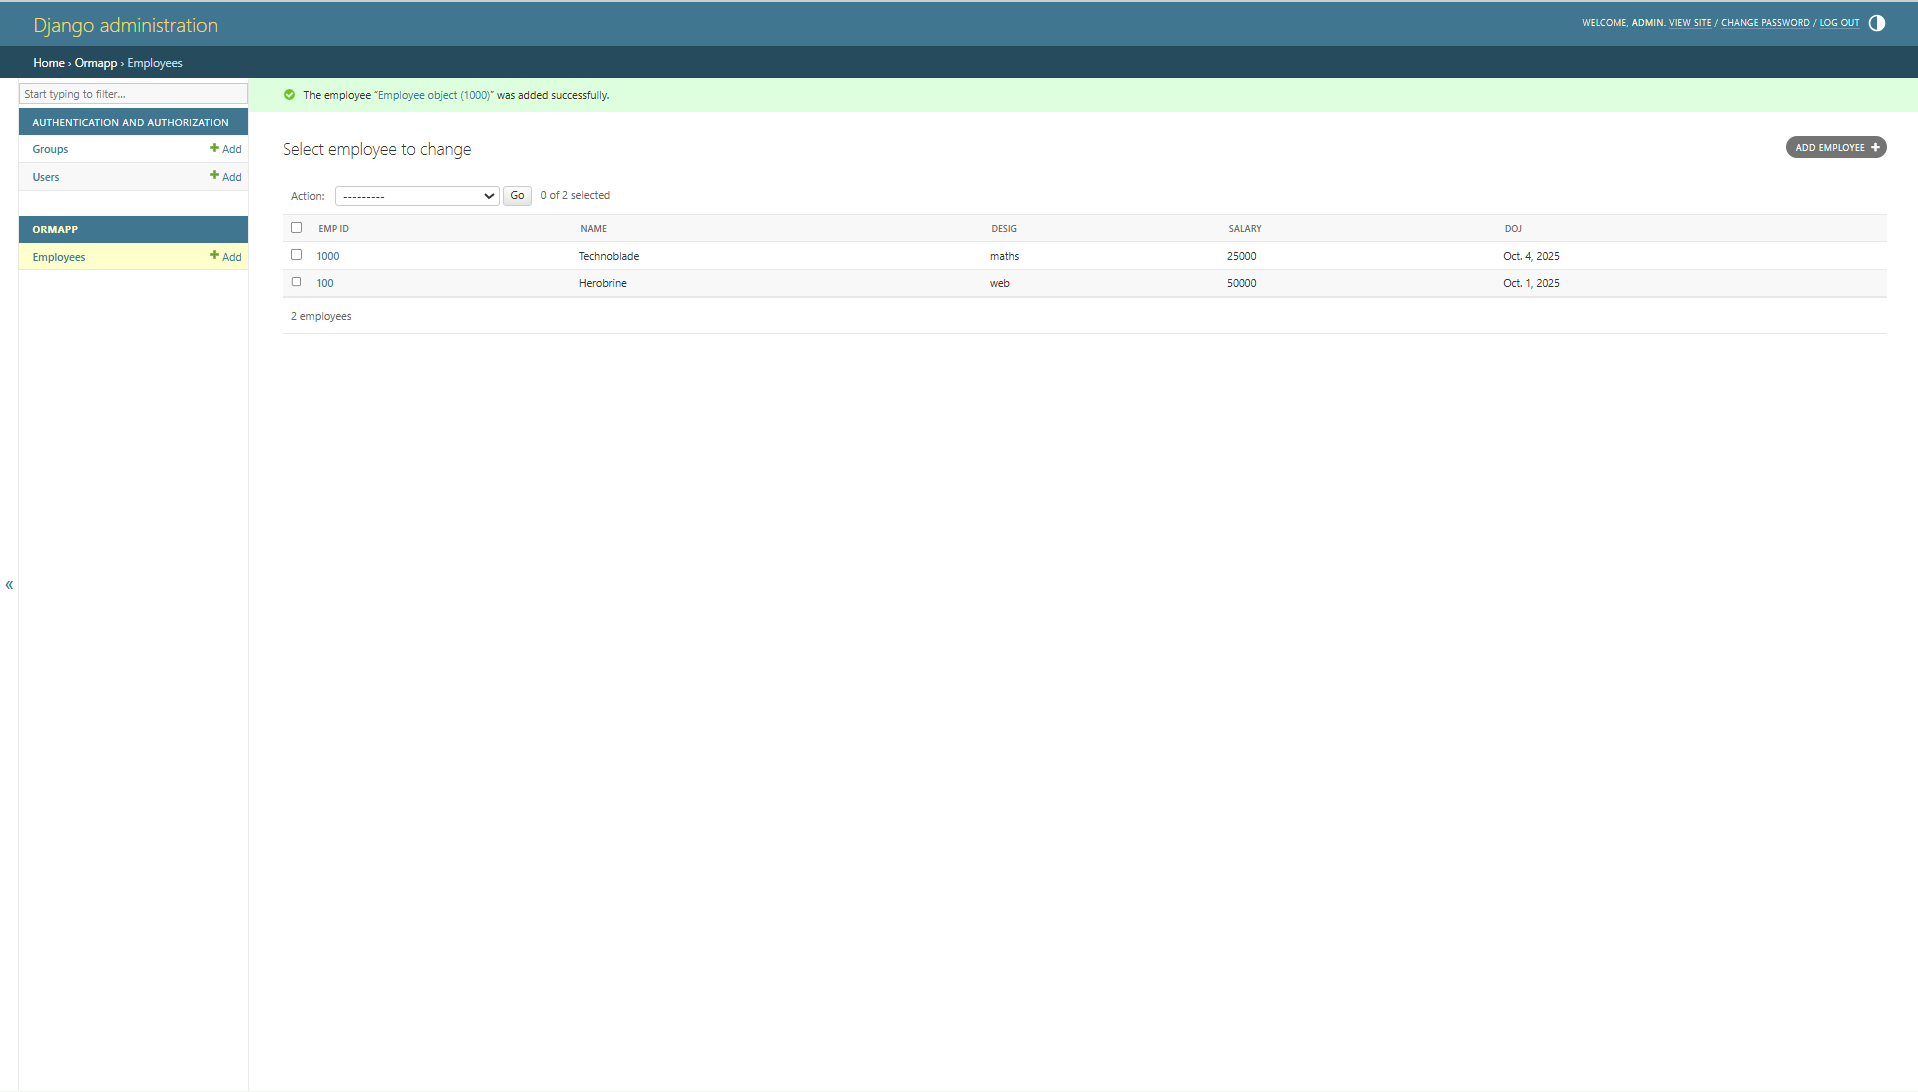 Django administration
WELCOME, ADMIN. VIEW SITE / CHANGE PASSWORD / LOG OUT
Home › Ormapp › Employees
Start typing to filter...
AUTHENTICATION AND AUTHORIZATION
Groups + Add
Users + Add
ORMAPP
Employees + Add
«
The employee “Employee object (1000)” was added successfully.
Select employee to change
ADD EMPLOYEE +
Action: --------- Go 0 of 2 selected
EMP ID NAME DESIG SALARY DOJ
1000 Technoblade maths 25000 Oct. 4, 2025
100 Herobrine web 50000 Oct. 1, 2025
2 employees